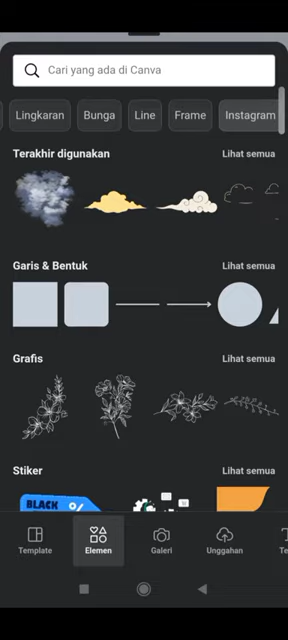 Cari yang ada di Canva
Lingkaran Bunga Line Frame Instagram
Terakhir digunakan Lihat semua
Garis & Bentuk Lihat semua
Grafis Lihat semua
Stiker Lihat semua
BLACK %
Template Elemen Galeri Unggahan Te